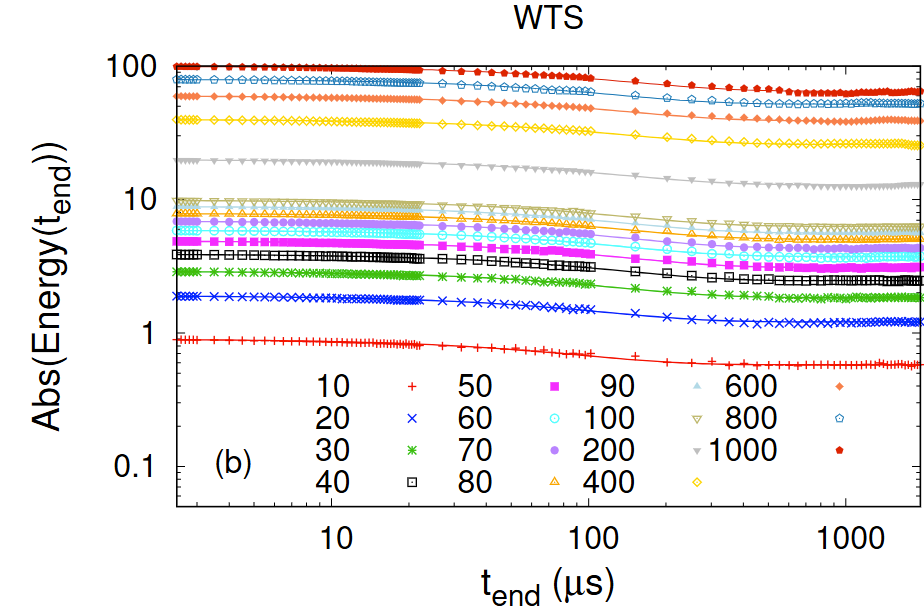 WTS
100
10
1
0.1
Abs(Energy(t_end))
(b)
10 50 90 600
20 60 100 800
30 70 200 1000
40 80 400
10 100 1000
t_end (μs)